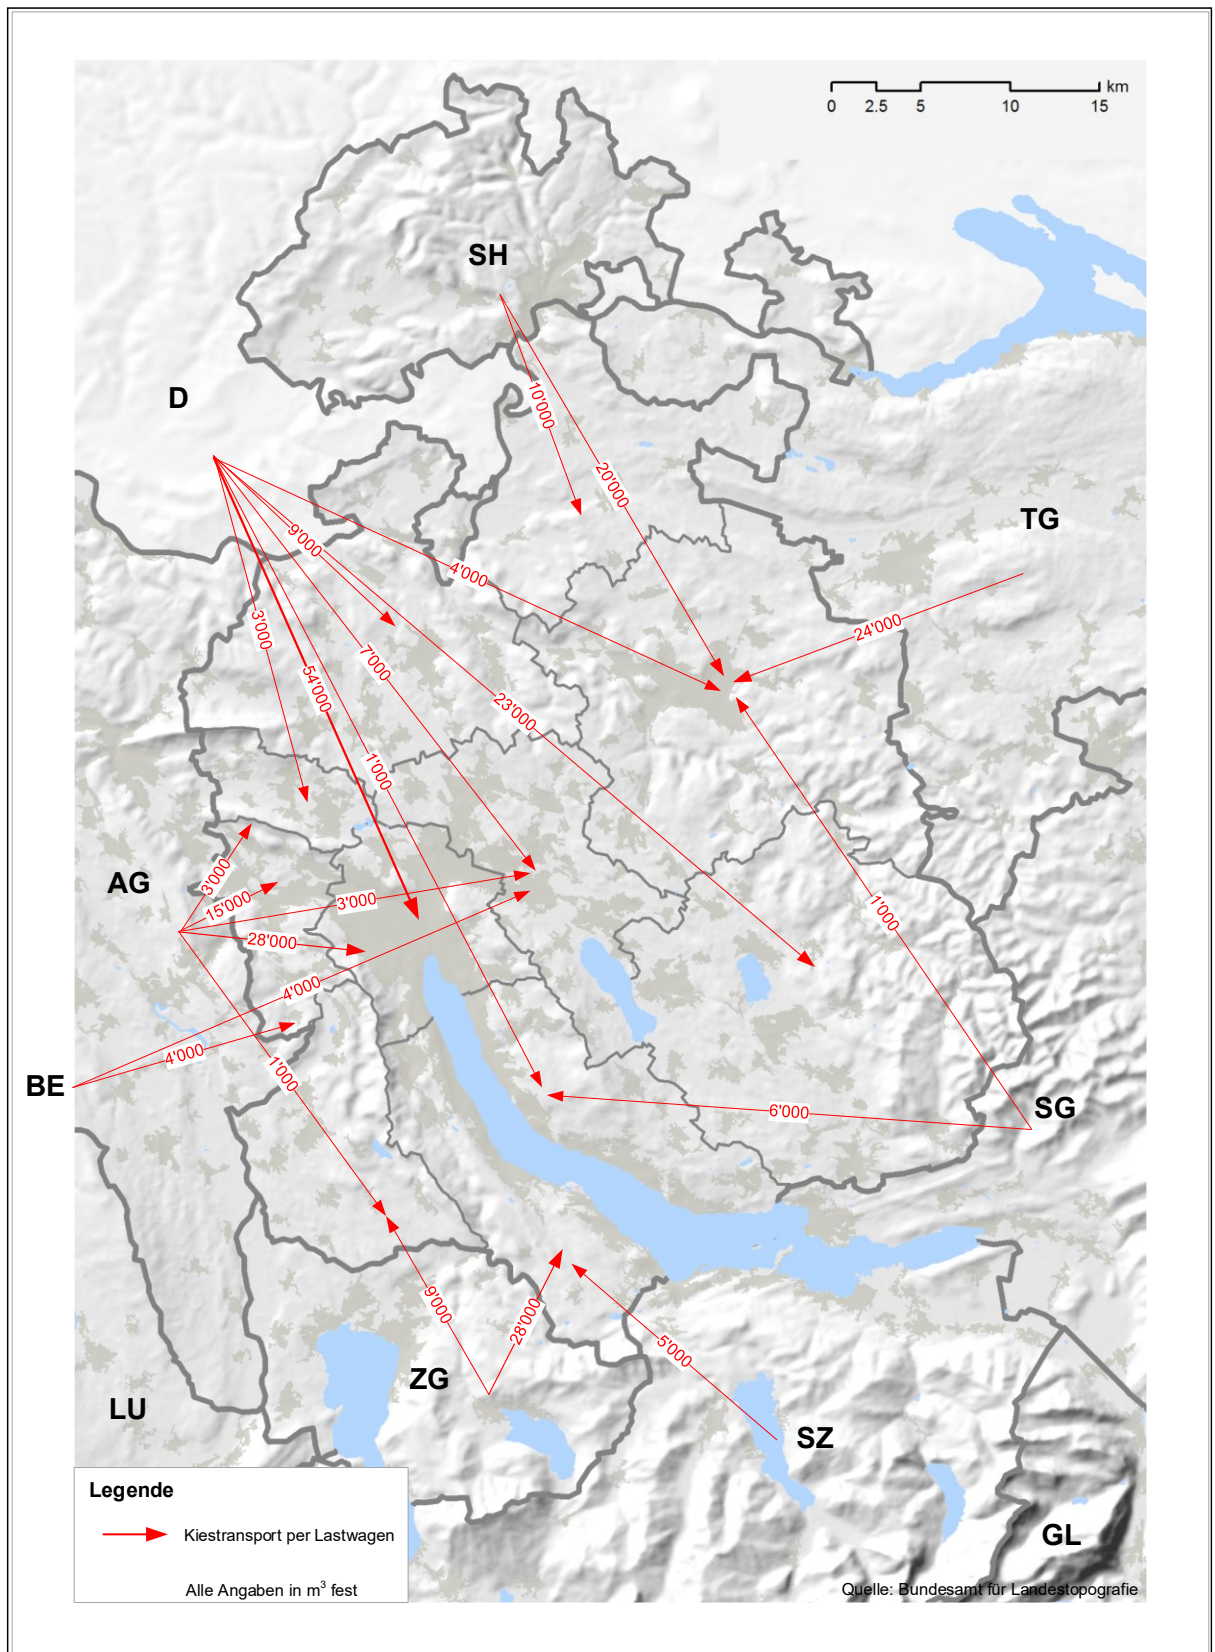 km
0 2.5 5 10 15
SH
D
10'000
20'000
TG
9'000
4'000
3'000
24'000
7'000
54'000
23'000
1'000
AG
3'000
15'000
3'000
1'000
28'000
4'000
4'000
BE
1'000
6'000
SG
9'000
28'000
5'000
ZG
LU
SZ
Legende
Kiestransport per Lastwagen
GL
Alle Angaben in m³ fest
Quelle: Bundesamt für Landestopografie